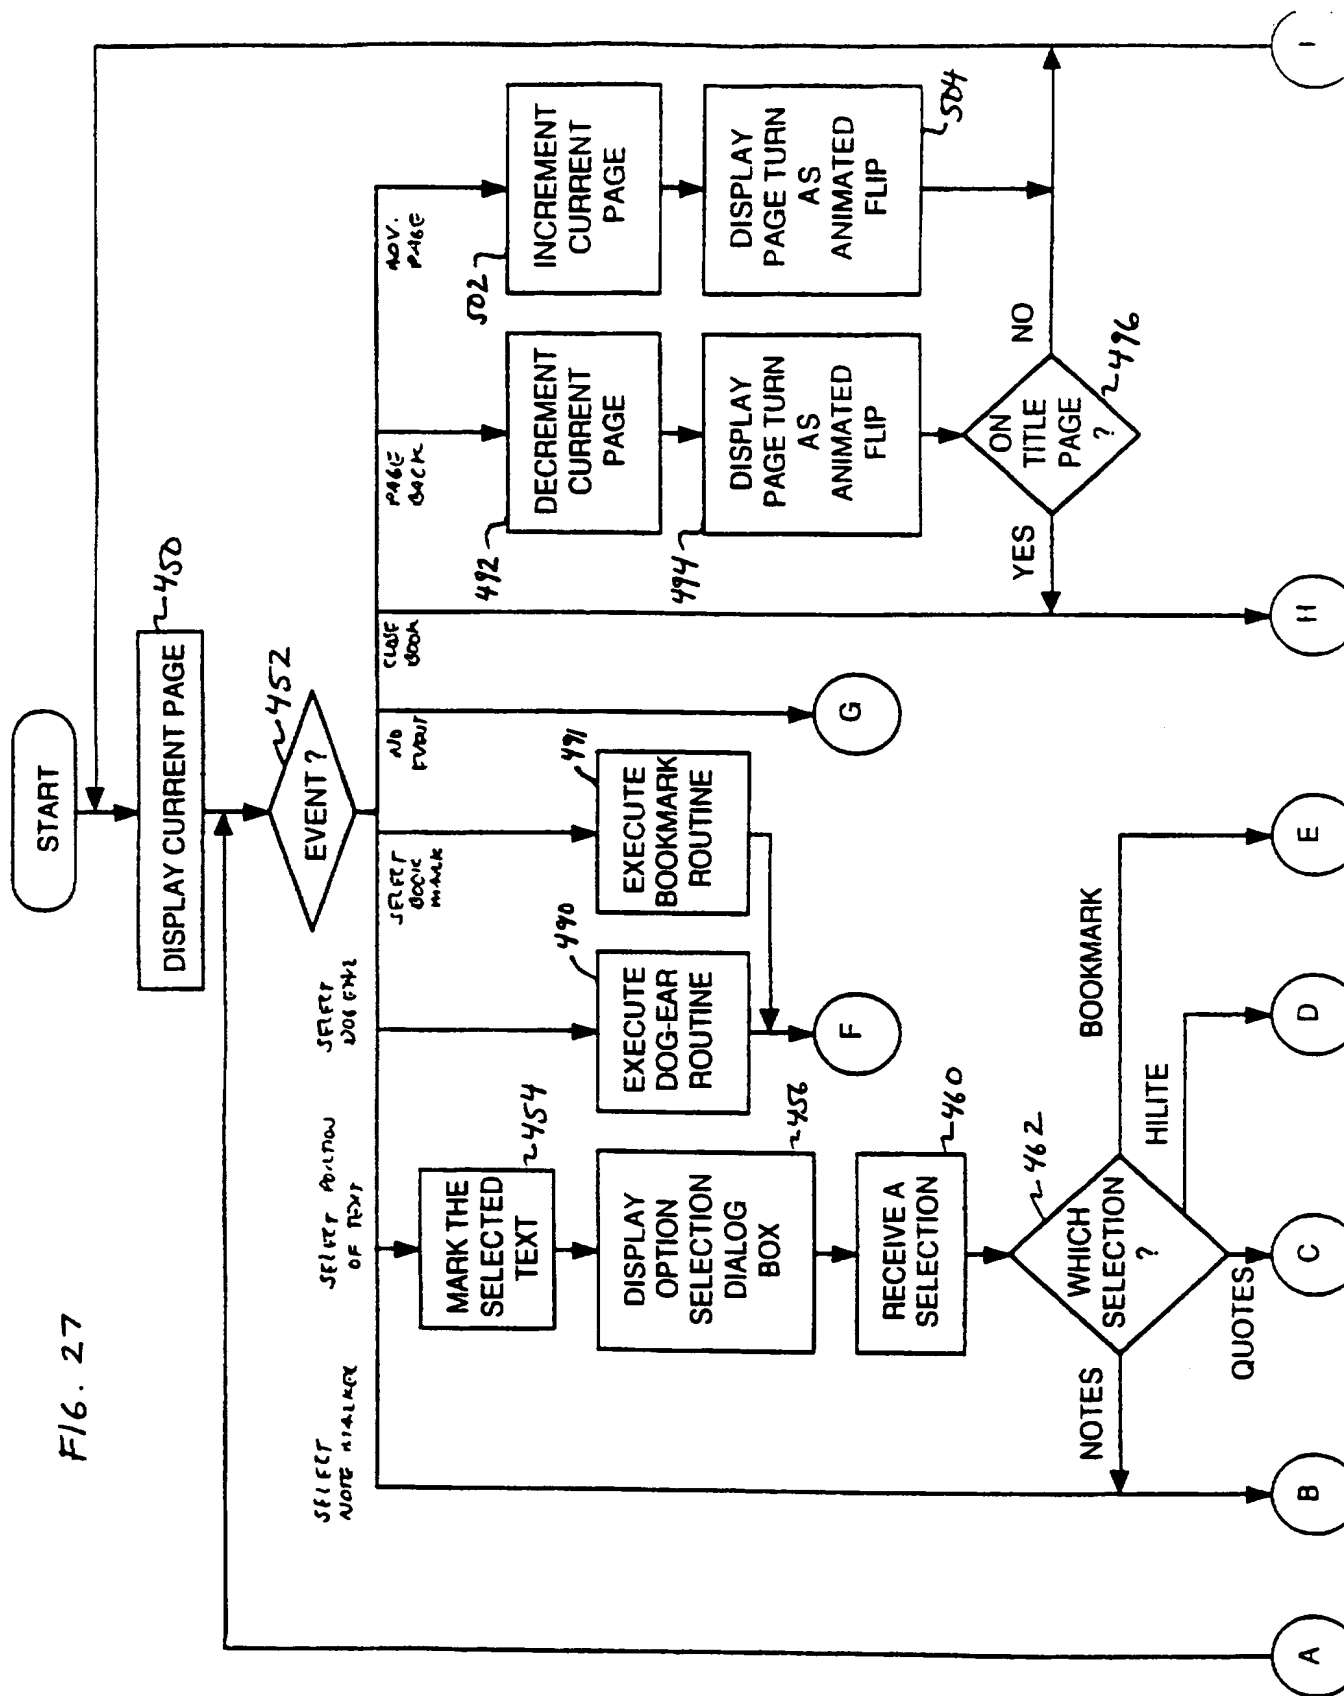 FIG. 27
START
DISPLAY CURRENT PAGE
450
EVENT ?
452
SELECT
NOTE MARKER
SELECT PORTION
OF TEXT
SELECT
DOG EAR
SELECT
BOOK
MARK
NO
EVENT
CLOSE
BOOK
PAGE
BACK
ADV.
PAGE
MARK THE
SELECTED
TEXT
454
DISPLAY
OPTION
SELECTION
DIALOG
BOX
456
RECEIVE A
SELECTION
460
WHICH
SELECTION
?
462
NOTES
QUOTES
HILITE
BOOKMARK
EXECUTE
DOG-EAR
ROUTINE
490
EXECUTE
BOOKMARK
ROUTINE
491
DECREMENT
CURRENT
PAGE
492
INCREMENT
CURRENT
PAGE
502
DISPLAY
PAGE TURN
AS
ANIMATED
FLIP
494
DISPLAY
PAGE TURN
AS
ANIMATED
FLIP
504
ON
TITLE
PAGE
?
496
YES
NO
F
G
A
B
C
D
E
H
I